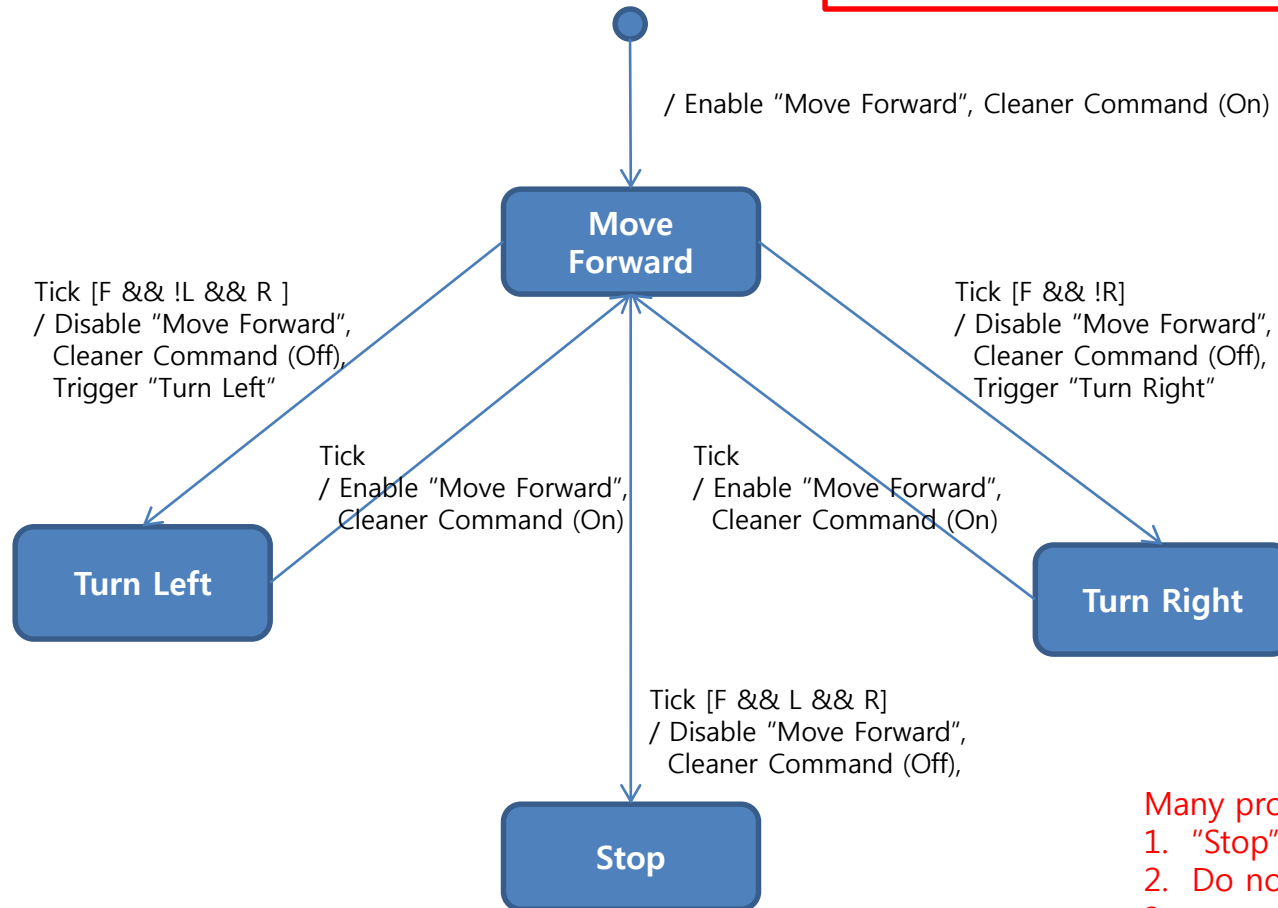 / Enable "Move Forward", Cleaner Command (On)
Move
Forward
Tick [F && !L && R ]
/ Disable "Move Forward",
Cleaner Command (Off),
Trigger "Turn Left"
Tick [F && !R]
/ Disable "Move Forward",
Cleaner Command (Off),
Trigger "Turn Right"
Tick
/ Enable "Move Forward",
Cleaner Command (On)
Tick
/ Enable "Move Forward",
Cleaner Command (On)
Turn Left
Turn Right
Tick [F && L && R]
/ Disable "Move Forward",
Cleaner Command (Off),
Stop
Many
1. "Stop"
2. Do